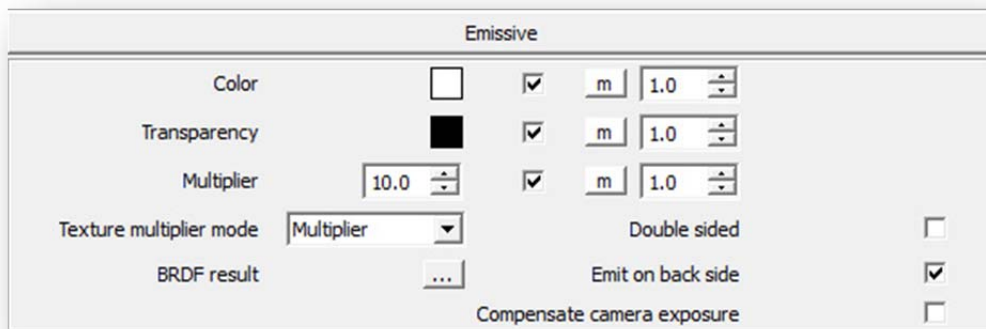 Emissive
Color m 1.0
Transparency m 1.0
Multiplier 10.0 m 1.0
Texture multiplier mode Multiplier Double sided
BRDF result ... Emit on back side
Compensate camera exposure